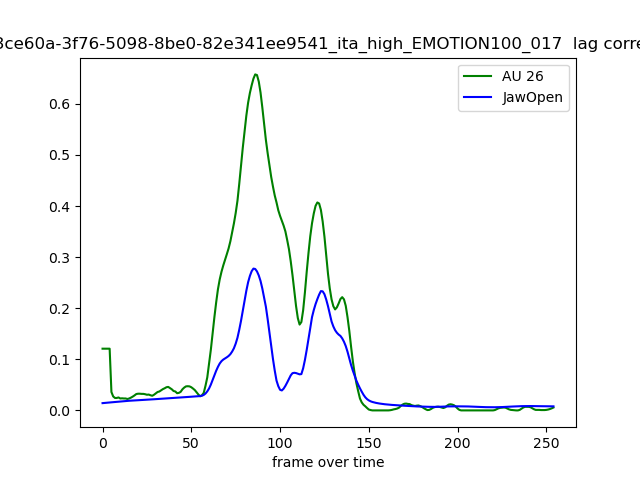 3ce60a-3f76-5098-8be0-82e341ee9541_ita_high_EMOTION100_017 lag corre
AU 26
JawOpen
0.6
0.5
0.4
0.3
0.2
0.1
0.0
0 50 100 150 200 250
frame over time